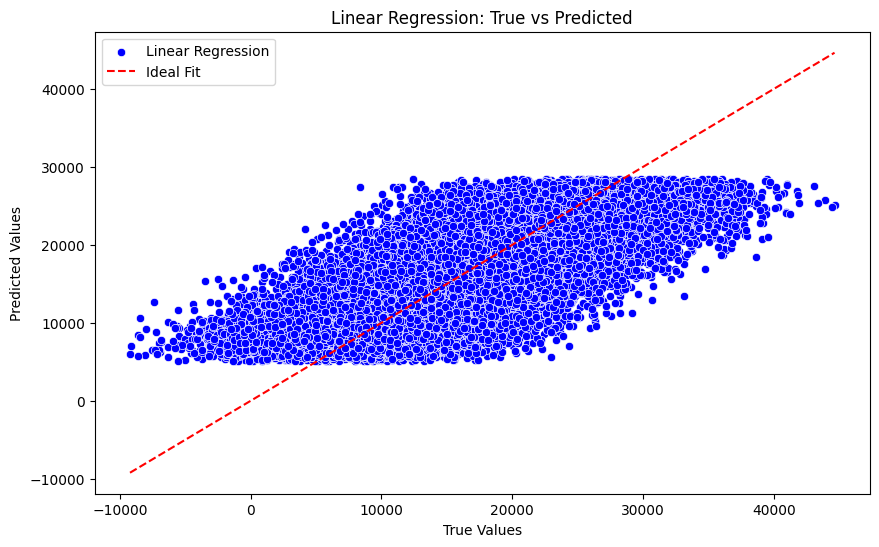 Linear Regression: True vs Predicted
Linear Regression
Ideal Fit
40000
30000
20000
10000
0
−10000
Predicted Values
−10000
0
10000
20000
30000
40000
True Values